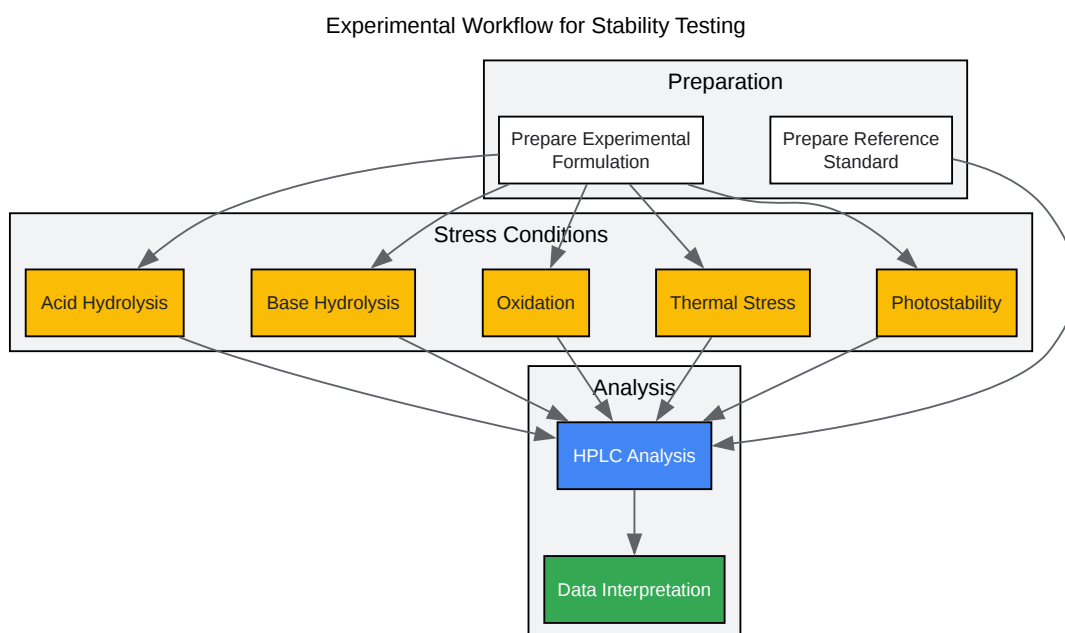 Experimental Workflow for Stability Testing
Preparation
Prepare Experimental
Formulation
Prepare Reference
Standard
Stress Conditions
Acid Hydrolysis
Base Hydrolysis
Oxidation
Thermal Stress
Photostability
Analysis
HPLC Analysis
Data Interpretation